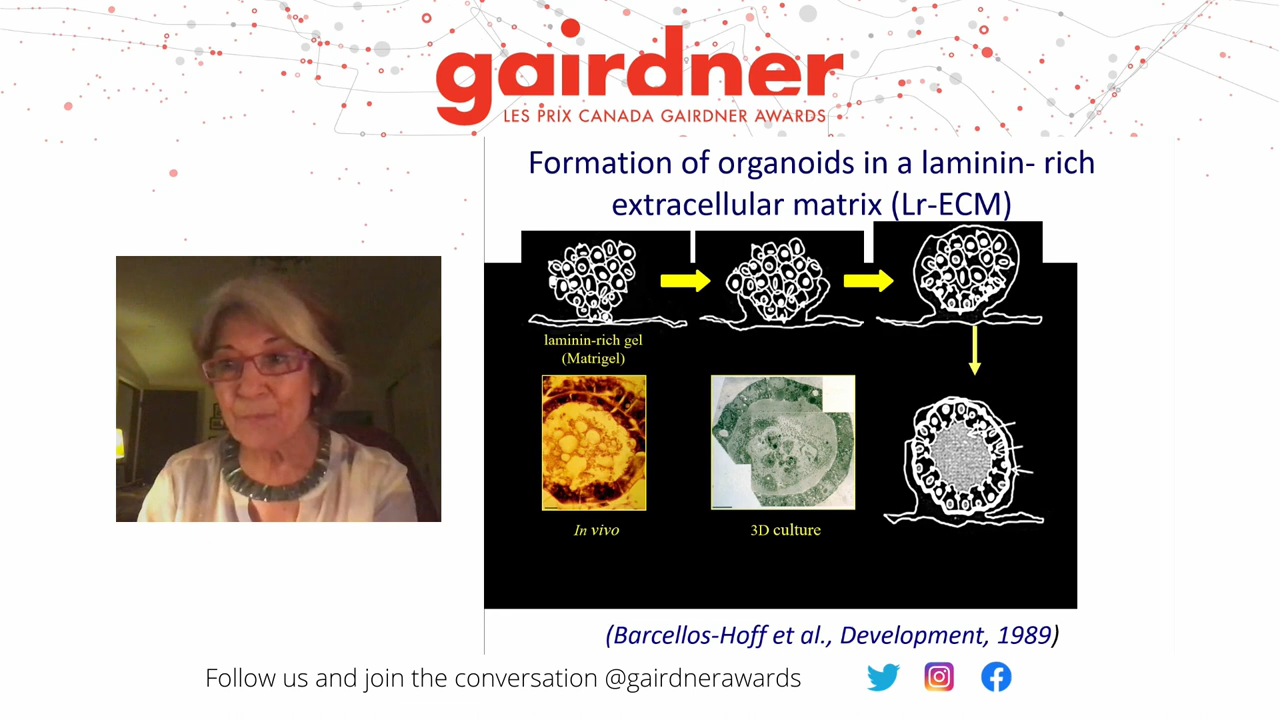 gairdner
LES PRIX CANADA GAIRDNER AWARDS
Formation of organoids in a laminin- rich
extracellular matrix (Lr-ECM)
laminin-rich gel
(Matrigel)
In vivo
3D culture
(Barcellos-Hoff et al., Development, 1989)
Follow us and join the conversation @gairdnerawards